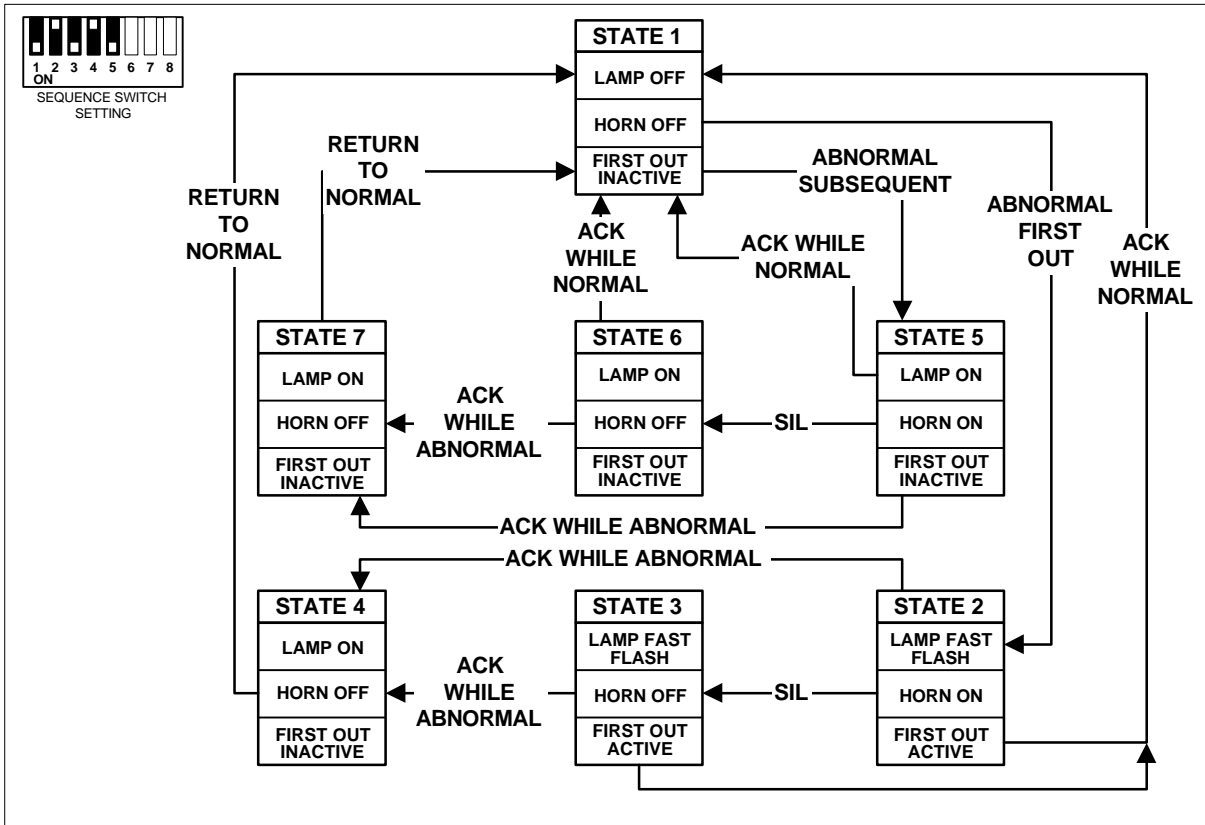 1 2 3 4 5 6 7 8
ON
SEQUENCE SWITCH
SETTING
STATE 1
LAMP OFF
HORN OFF
FIRST OUT
INACTIVE
RETURN
TO
NORMAL
RETURN
TO
NORMAL
ACK
WHILE
NORMAL
ACK WHILE
NORMAL
ABNORMAL
SUBSEQUENT
ABNORMAL
FIRST
OUT
ACK
WHILE
NORMAL
STATE 7
LAMP ON
HORN OFF
FIRST OUT
INACTIVE
ACK
WHILE
ABNORMAL
STATE 6
LAMP ON
HORN OFF
FIRST OUT
INACTIVE
SIL
STATE 5
LAMP ON
HORN ON
FIRST OUT
INACTIVE
ACK WHILE ABNORMAL
ACK WHILE ABNORMAL
STATE 4
LAMP ON
HORN OFF
FIRST OUT
INACTIVE
ACK
WHILE
ABNORMAL
STATE 3
LAMP FAST
FLASH
HORN OFF
FIRST OUT
ACTIVE
SIL
STATE 2
LAMP FAST
FLASH
HORN ON
FIRST OUT
ACTIVE